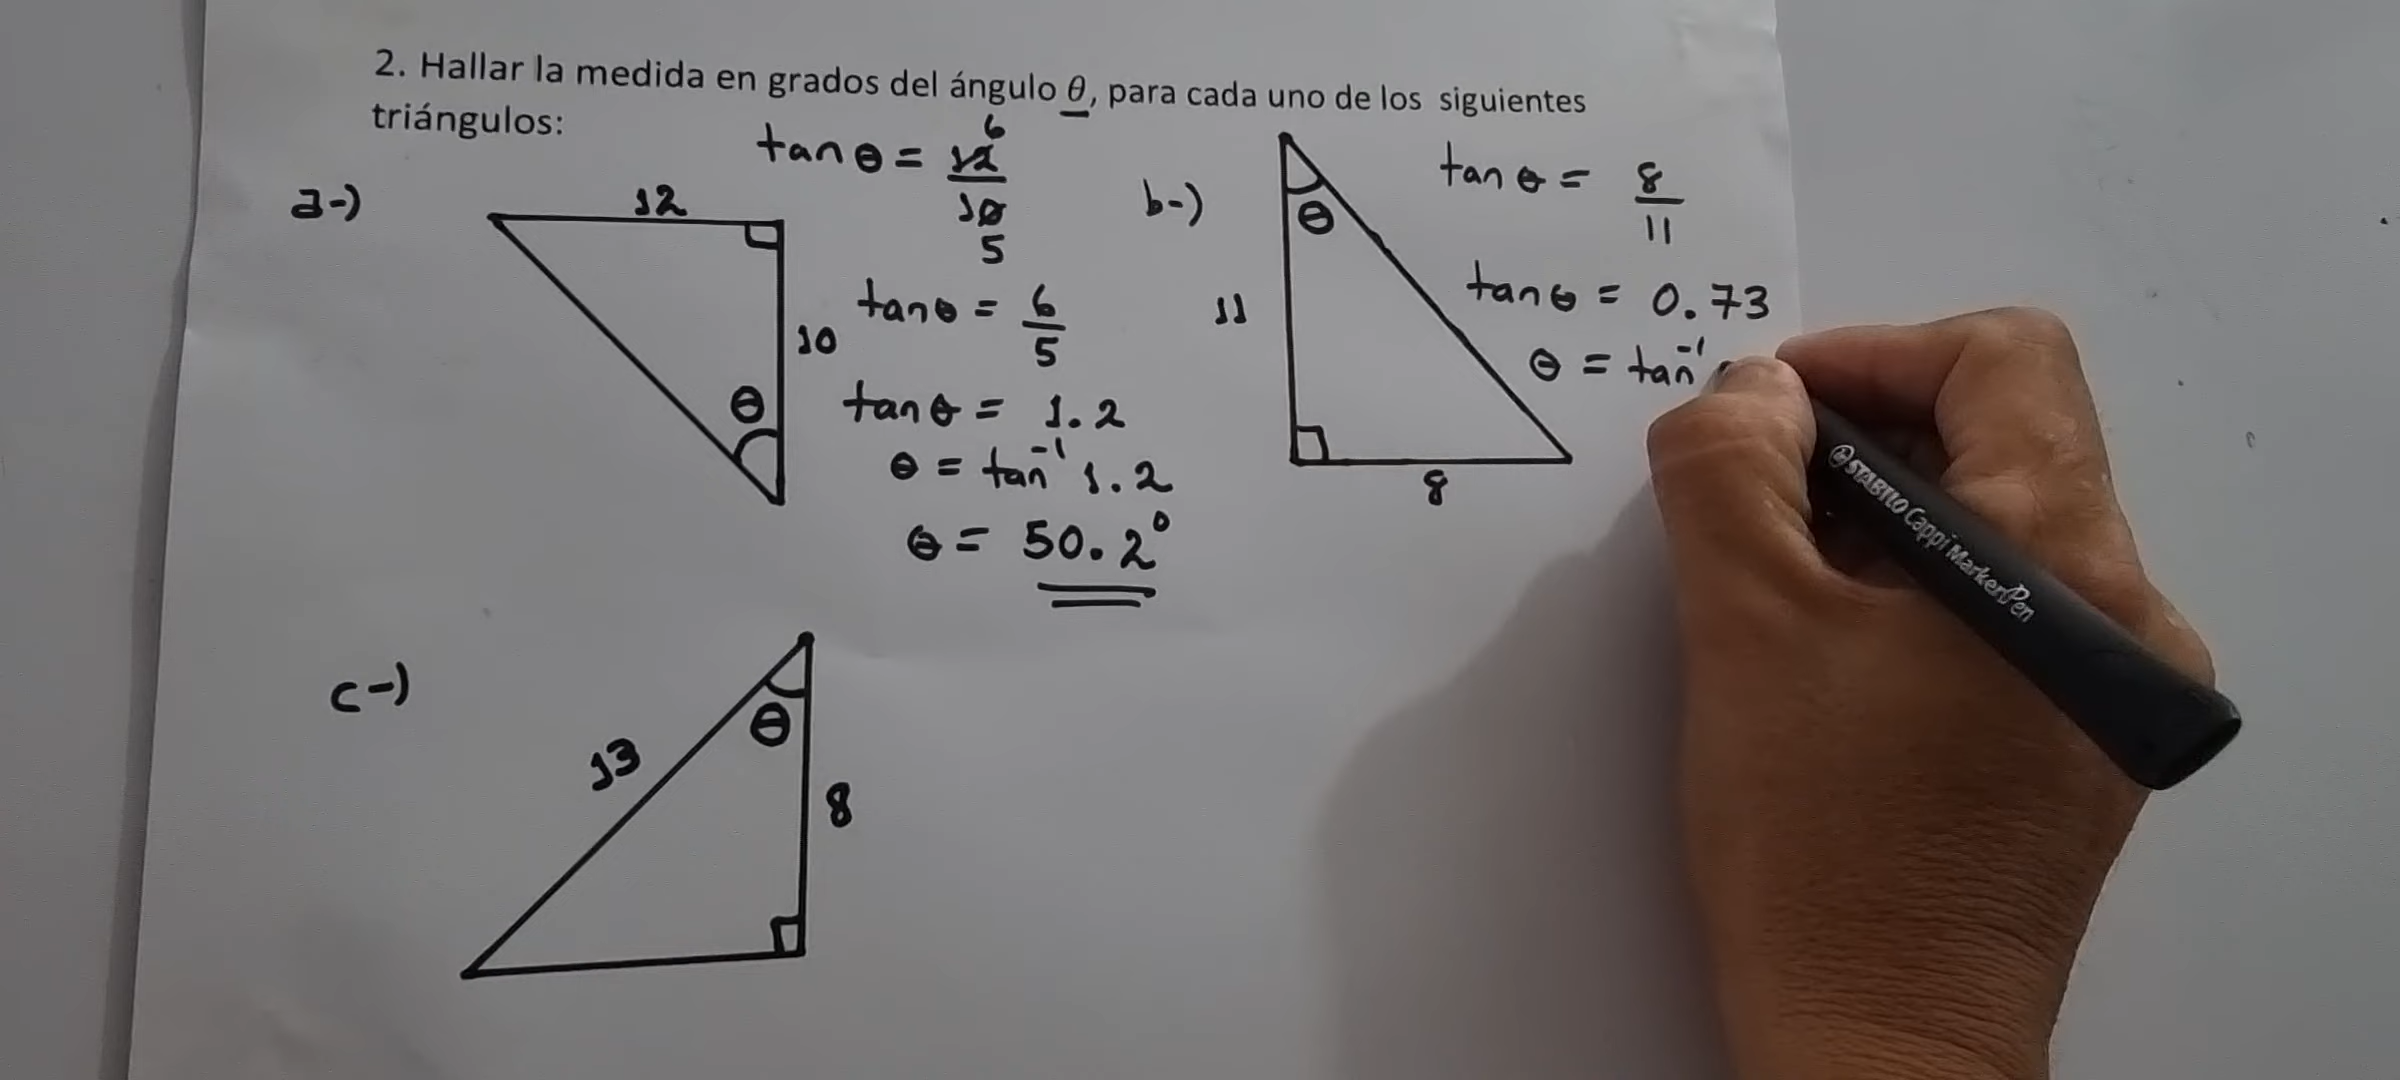 2. Hallar la medida en grados del ángulo θ, para cada uno de los siguientes
triángulos:
a-)
12
10
θ
tan θ = 12/10
6
5
tan θ = 6/5
tan θ = 1.2
θ = tan⁻¹ 1.2
θ = 50.2°
b-)
θ
11
8
tan θ = 8/11
tan θ = 0.73
θ = tan⁻¹
c-)
θ
13
8
STABILO Cappi MarkerPen